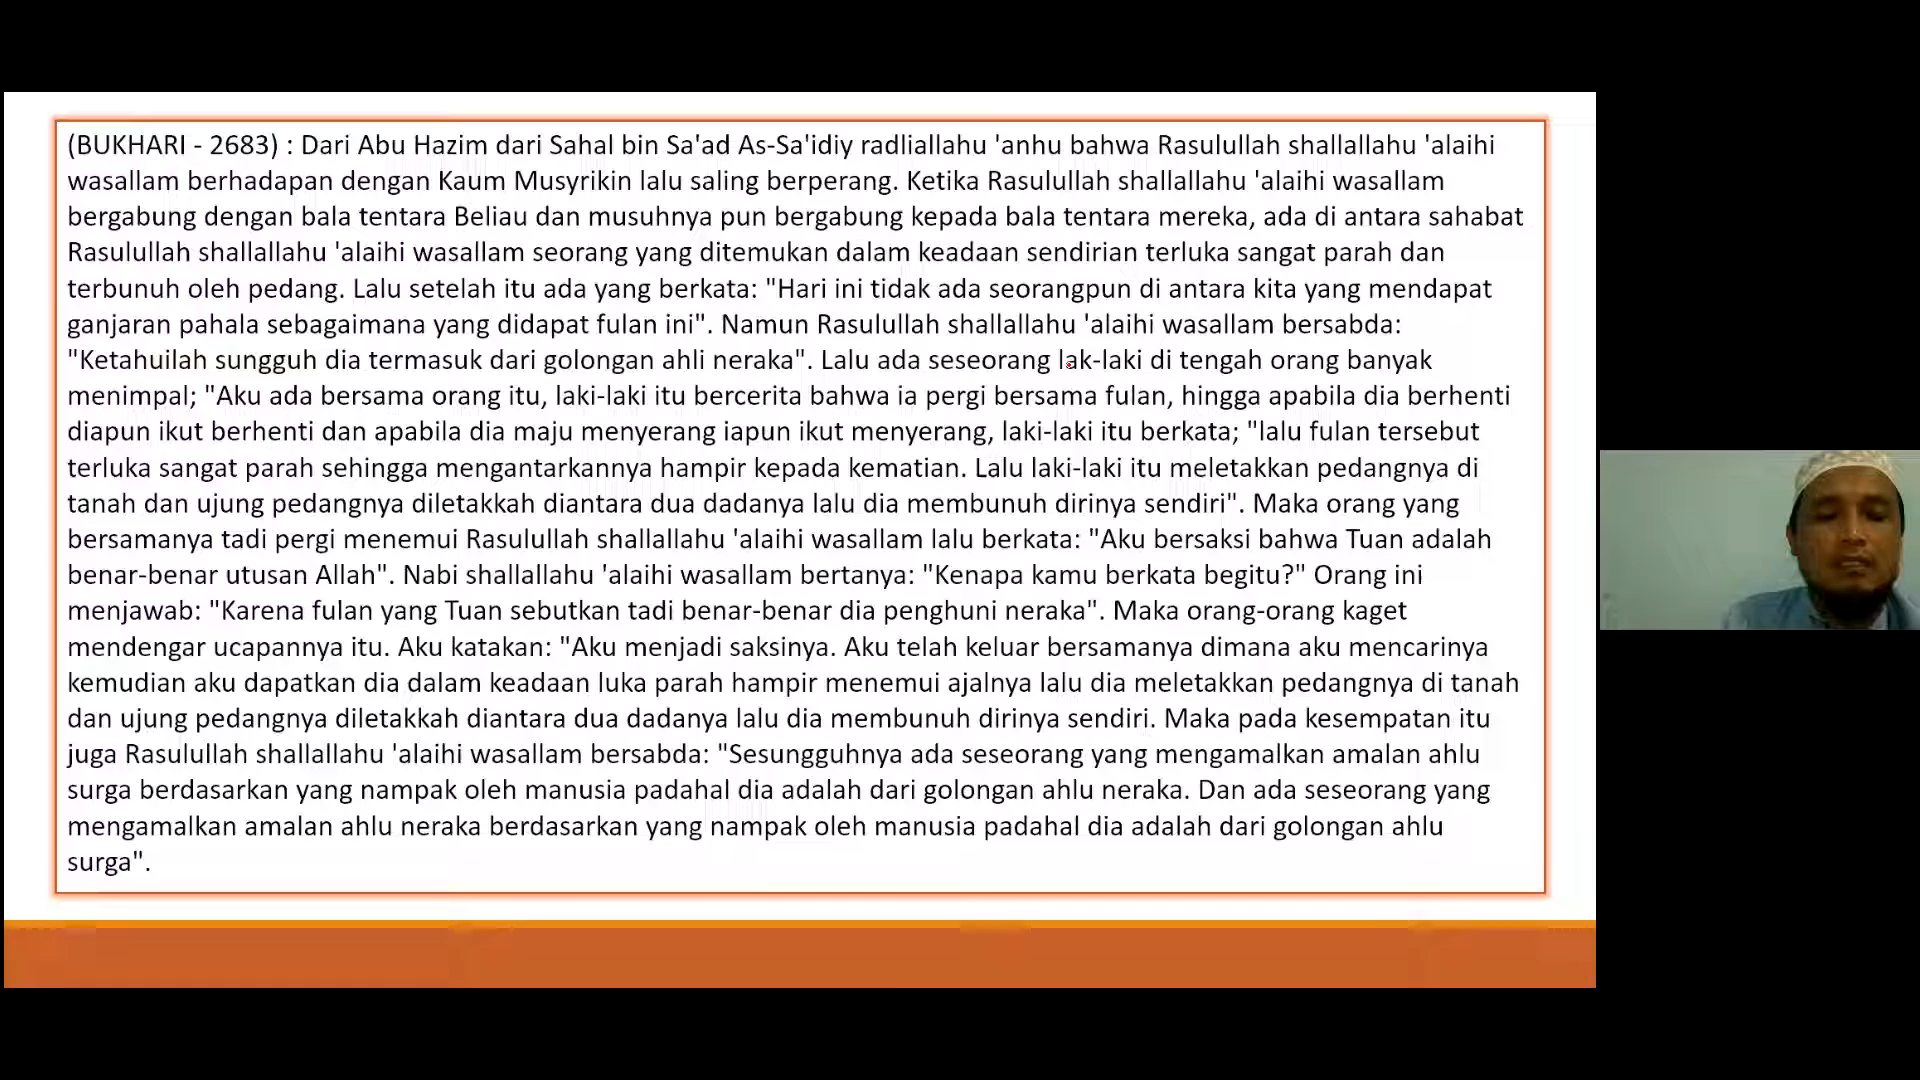 (BUKHARI - 2683) : Dari Abu Hazim dari Sahal bin Sa'ad As-Sa'idiy radliallahu 'anhu bahwa Rasulullah shallallahu 'alaihi
wasallam berhadapan dengan Kaum Musyrikin lalu saling berperang. Ketika Rasulullah shallallahu 'alaihi wasallam
bergabung dengan bala tentara Beliau dan musuhnya pun bergabung kepada bala tentara mereka, ada di antara sahabat
Rasulullah shallallahu 'alaihi wasallam seorang yang ditemukan dalam keadaan sendirian terluka sangat parah dan
terbunuh oleh pedang. Lalu setelah itu ada yang berkata: "Hari ini tidak ada seorangpun di antara kita yang mendapat
ganjaran pahala sebagaimana yang didapat fulan ini". Namun Rasulullah shallallahu 'alaihi wasallam bersabda:
"Ketahuilah sungguh dia termasuk dari golongan ahli neraka". Lalu ada seseorang lak-laki di tengah orang banyak
menimpal; "Aku ada bersama orang itu, laki-laki itu bercerita bahwa ia pergi bersama fulan, hingga apabila dia berhenti
diapun ikut berhenti dan apabila dia maju menyerang iapun ikut menyerang, laki-laki itu berkata; "lalu fulan tersebut
terluka sangat parah sehingga mengantarkannya hampir kepada kematian. Lalu laki-laki itu meletakkan pedangnya di
tanah dan ujung pedangnya diletakkah diantara dua dadanya lalu dia membunuh dirinya sendiri". Maka orang yang
bersamanya tadi pergi menemui Rasulullah shallallahu 'alaihi wasallam lalu berkata: "Aku bersaksi bahwa Tuan adalah
benar-benar utusan Allah". Nabi shallallahu 'alaihi wasallam bertanya: "Kenapa kamu berkata begitu?" Orang ini
menjawab: "Karena fulan yang Tuan sebutkan tadi benar-benar dia penghuni neraka". Maka orang-orang kaget
mendengar ucapannya itu. Aku katakan: "Aku menjadi saksinya. Aku telah keluar bersamanya dimana aku mencarinya
kemudian aku dapatkan dia dalam keadaan luka parah hampir menemui ajalnya lalu dia meletakkan pedangnya di tanah
dan ujung pedangnya diletakkah diantara dua dadanya lalu dia membunuh dirinya sendiri. Maka pada kesempatan itu
juga Rasulullah shallallahu 'alaihi wasallam bersabda: "Sesungguhnya ada seseorang yang mengamalkan amalan ahlu
surga berdasarkan yang nampak oleh manusia padahal dia adalah dari golongan ahlu neraka. Dan ada seseorang yang
mengamalkan amalan ahlu neraka berdasarkan yang nampak oleh manusia padahal dia adalah dari golongan ahlu
surga".